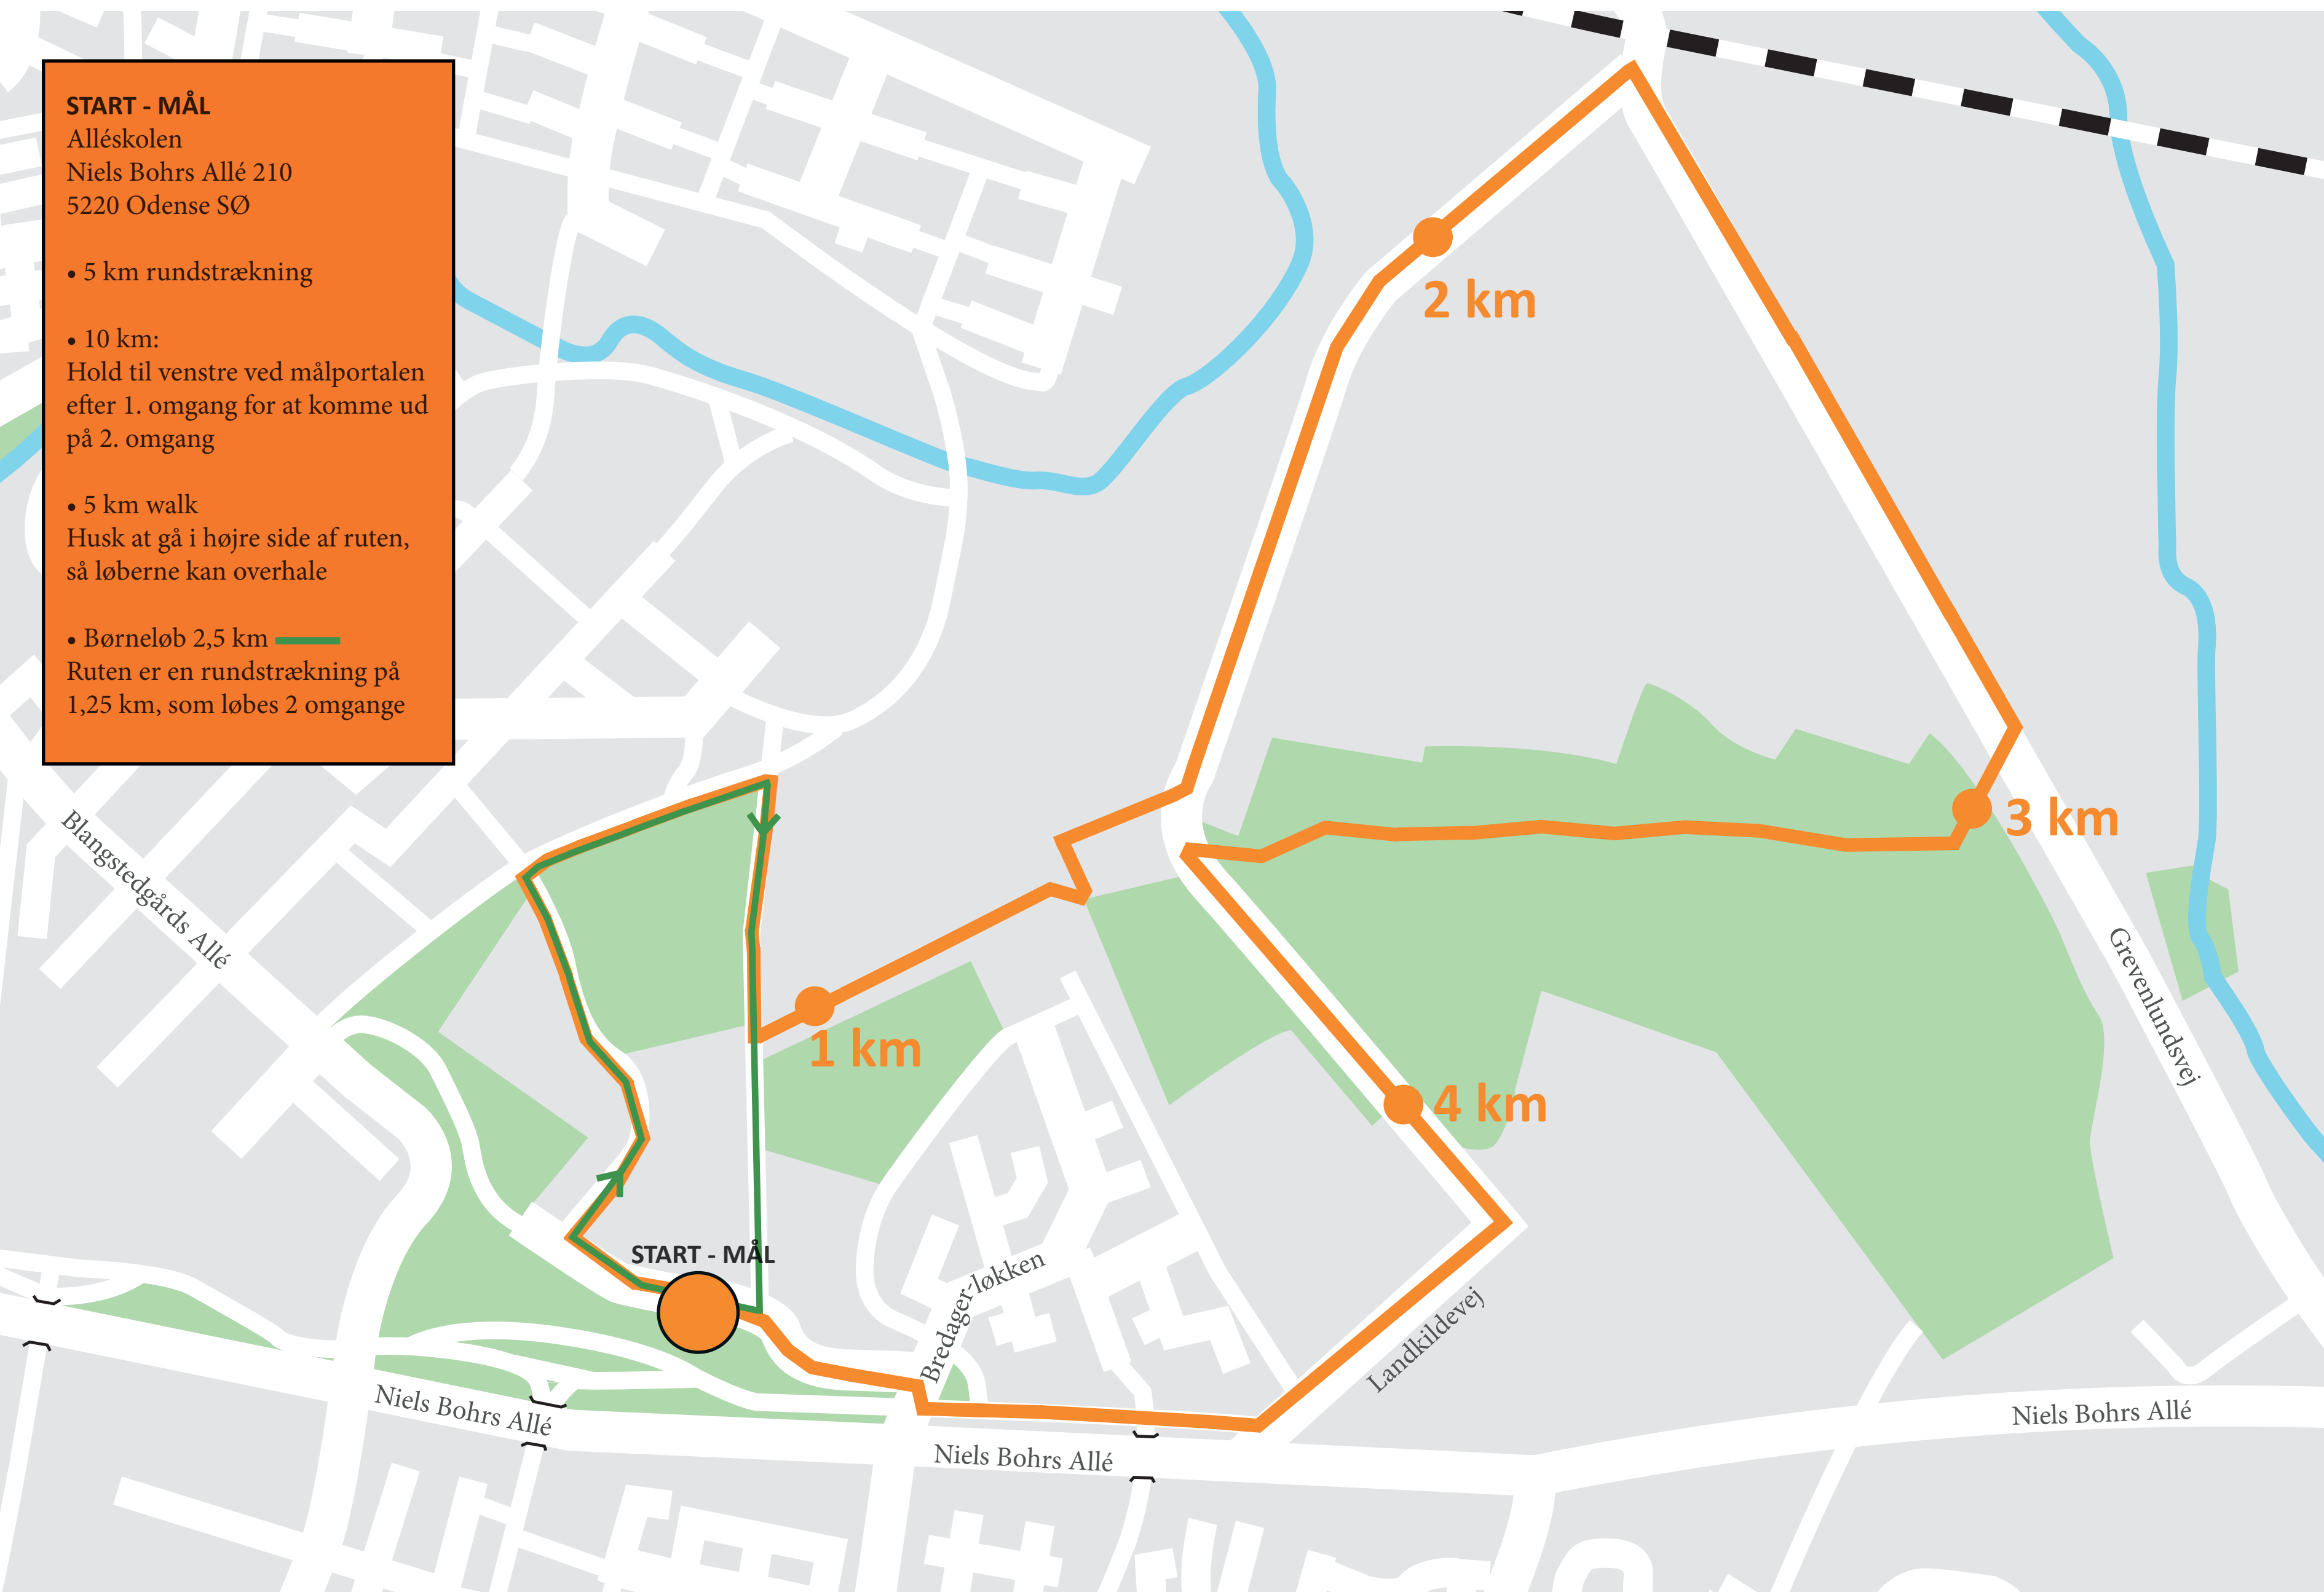 START - MÅL
Alléskolen
Niels Bohrs Allé 210
5220 Odense SØ
• 5 km rundstrækning
• 10 km:
Hold til venstre ved målportalen
efter 1. omgang for at komme ud
på 2. omgang
• 5 km walk
Husk at gå i højre side af ruten,
så løberne kan overhale
• Børneløb 2,5 km
Ruten er en rundstrækning på
1,25 km, som løbes 2 omgange
2 km
3 km
Blangstedgårds Allé
Grevenlundsvej
1 km
4 km
START - MÅL
Bredagerløkken
Landkildevej
Niels Bohrs Allé
Niels Bohrs Allé
Niels Bohrs Allé